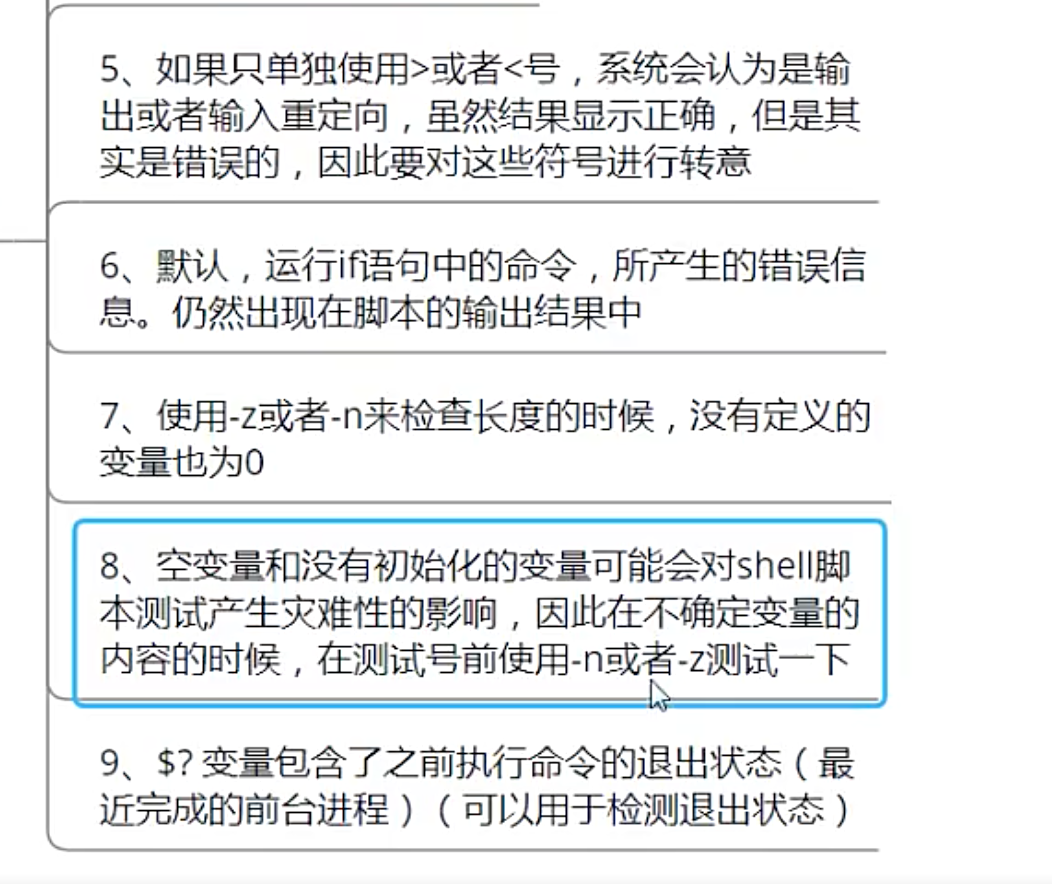 5、如果只单独使用>或者<号，系统会认为是输
出或者输入重定向，虽然结果显示正确，但是其
实是错误的，因此要对这些符号进行转意
6、默认，运行if语句中的命令，所产生的错误信
息。仍然出现在脚本的输出结果中
7、使用-z或者-n来检查长度的时候，没有定义的
变量也为0
8、空变量和没有初始化的变量可能会对shell脚
本测试产生灾难性的影响，因此在不确定变量的
内容的时候，在测试号前使用-n或者-z测试一下
9、$? 变量包含了之前执行命令的退出状态（最
近完成的前台进程）（可以用于检测退出状态）